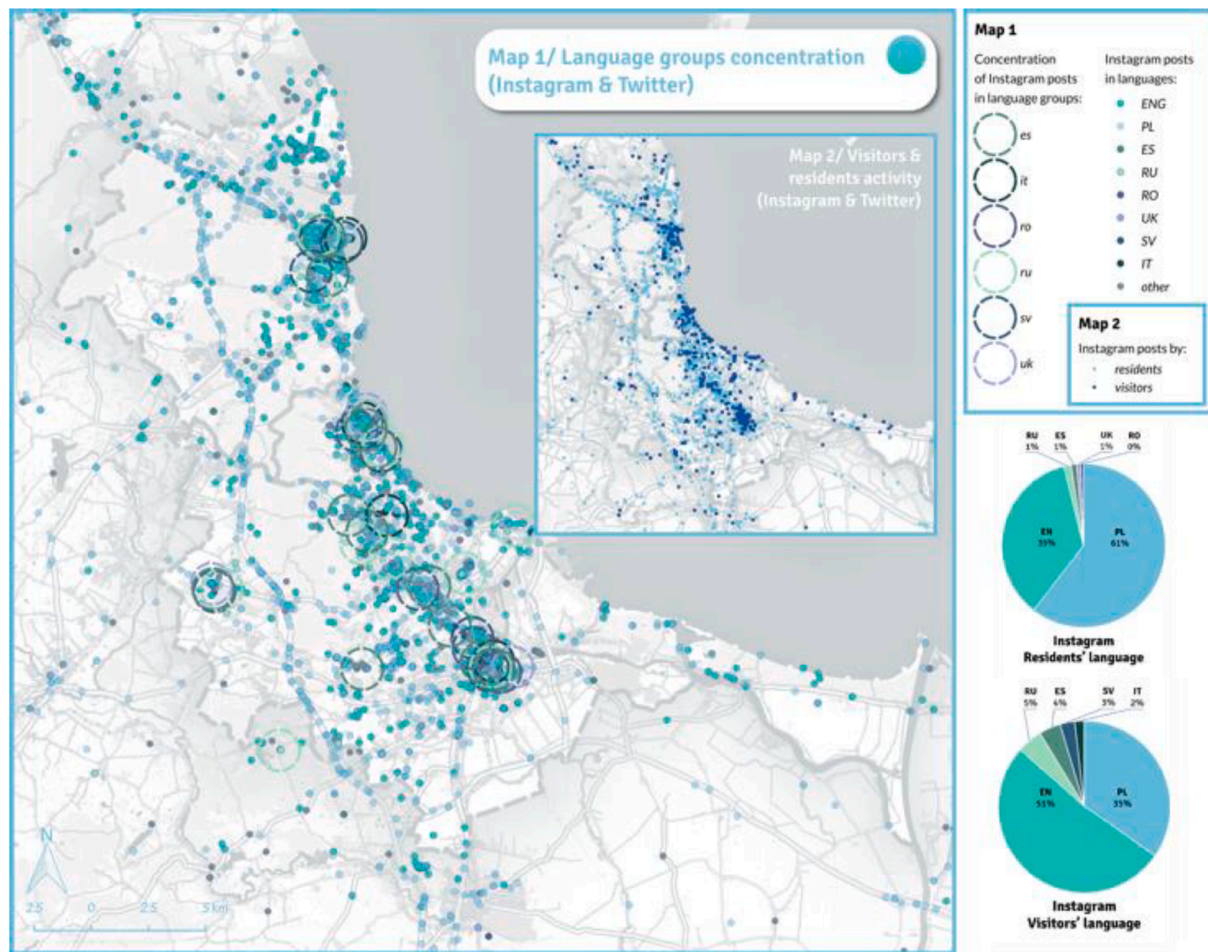 Map 1/ Language groups concentration
(Instagram & Twitter)
Map 2/ Visitors &
residents activity
(Instagram & Twitter)
N
2.5 0 2.5 5 km
Map 1
Concentration
of Instagram posts
in language groups:
es
it
ro
ru
sv
uk
Instagram posts
in languages:
ENG
PL
ES
RU
RO
UK
SV
IT
other
Map 2
Instagram posts by:
residents
visitors
RU ES UK RO
1% 1% 1% 0%
EN PL
35% 61%
Instagram
Residents' language
RU ES SV IT
5% 4% 3% 2%
EN PL
51% 35%
Instagram
Visitors' language